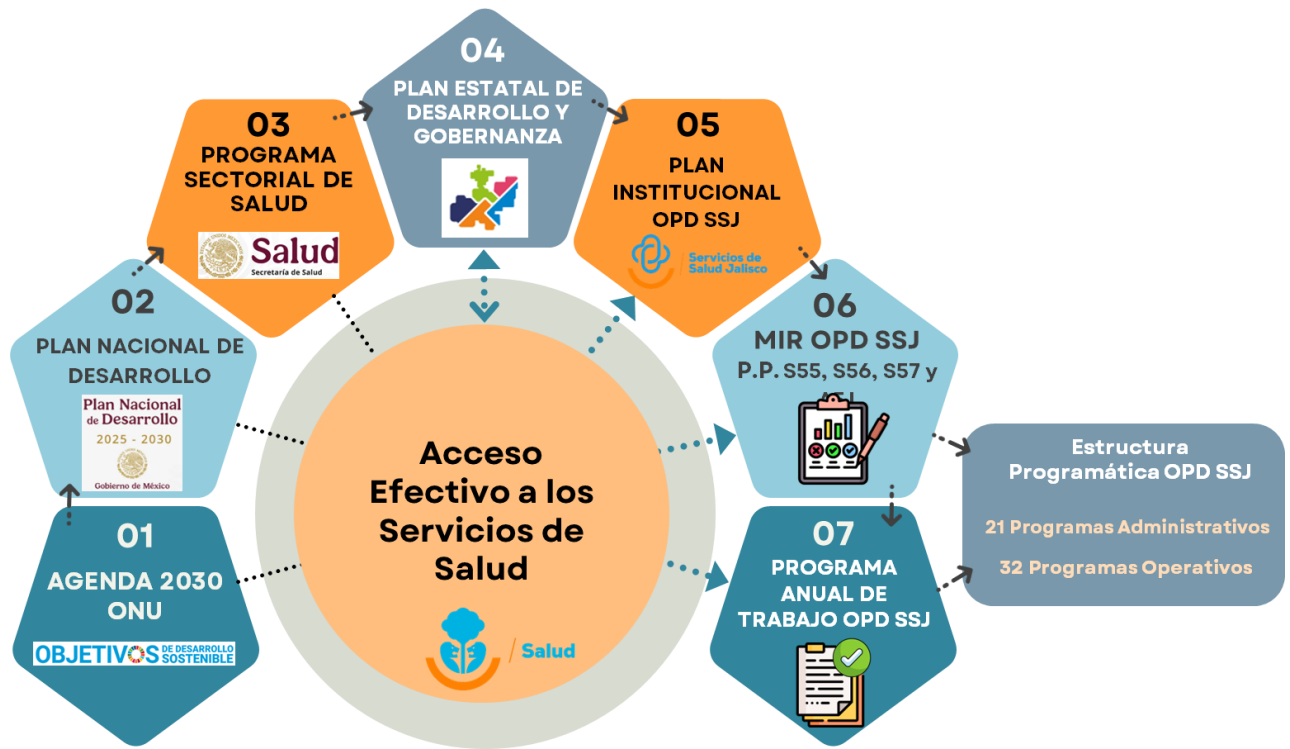 01
AGENDA 2030
ONU
OBJETIVOS DE DESARROLLO
SOSTENIBLE
02
PLAN NACIONAL DE
DESARROLLO
Plan Nacional
de Desarrollo
2025 - 2030
Gobierno de México
03
PROGRAMA
SECTORIAL DE
SALUD
Salud
Secretaría de Salud
04
PLAN ESTATAL DE
DESARROLLO Y
GOBERNANZA
05
PLAN
INSTITUCIONAL
OPD SSJ
Servicios de
Salud Jalisco
06
MIR OPD SSJ
P.P. S55, S56, S57 y
07
PROGRAMA
ANUAL DE
TRABAJO OPD SSJ
Estructura
Programática OPD SSJ
21 Programas Administrativos
32 Programas Operativos
Acceso
Efectivo a los
Servicios de
Salud
Salud